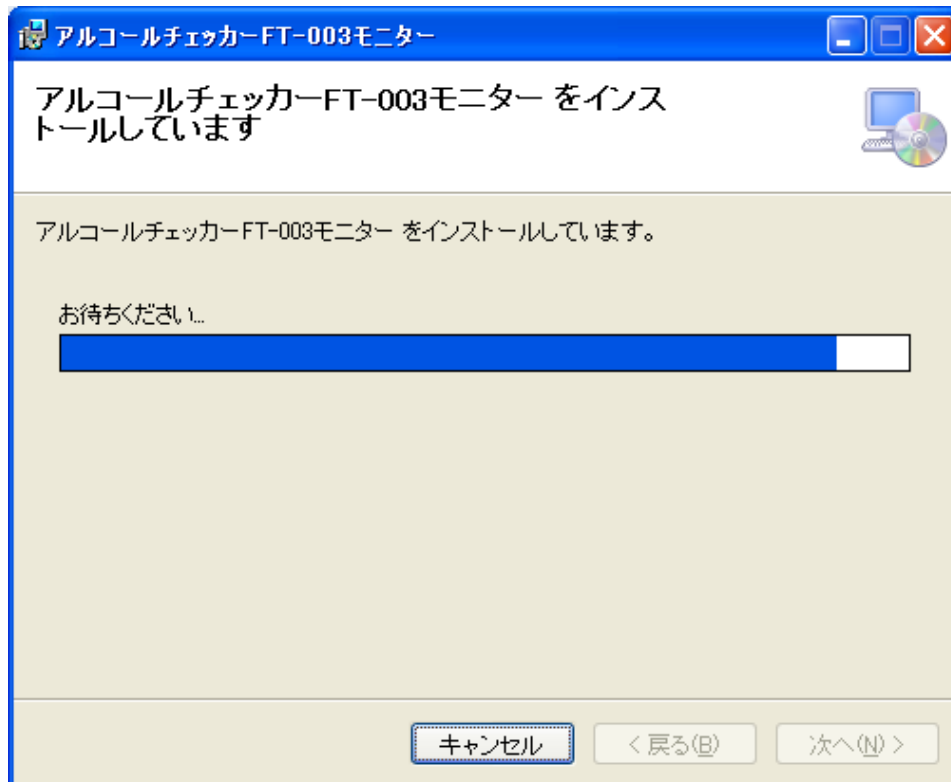 アルコールチェッカーFT-003モニター
アルコールチェッカーFT-003モニター をインス
トールしています
アルコールチェッカーFT-003モニター をインストールしています。
お待ちください...
キャンセル
< 戻る(B)
次へ(N) >